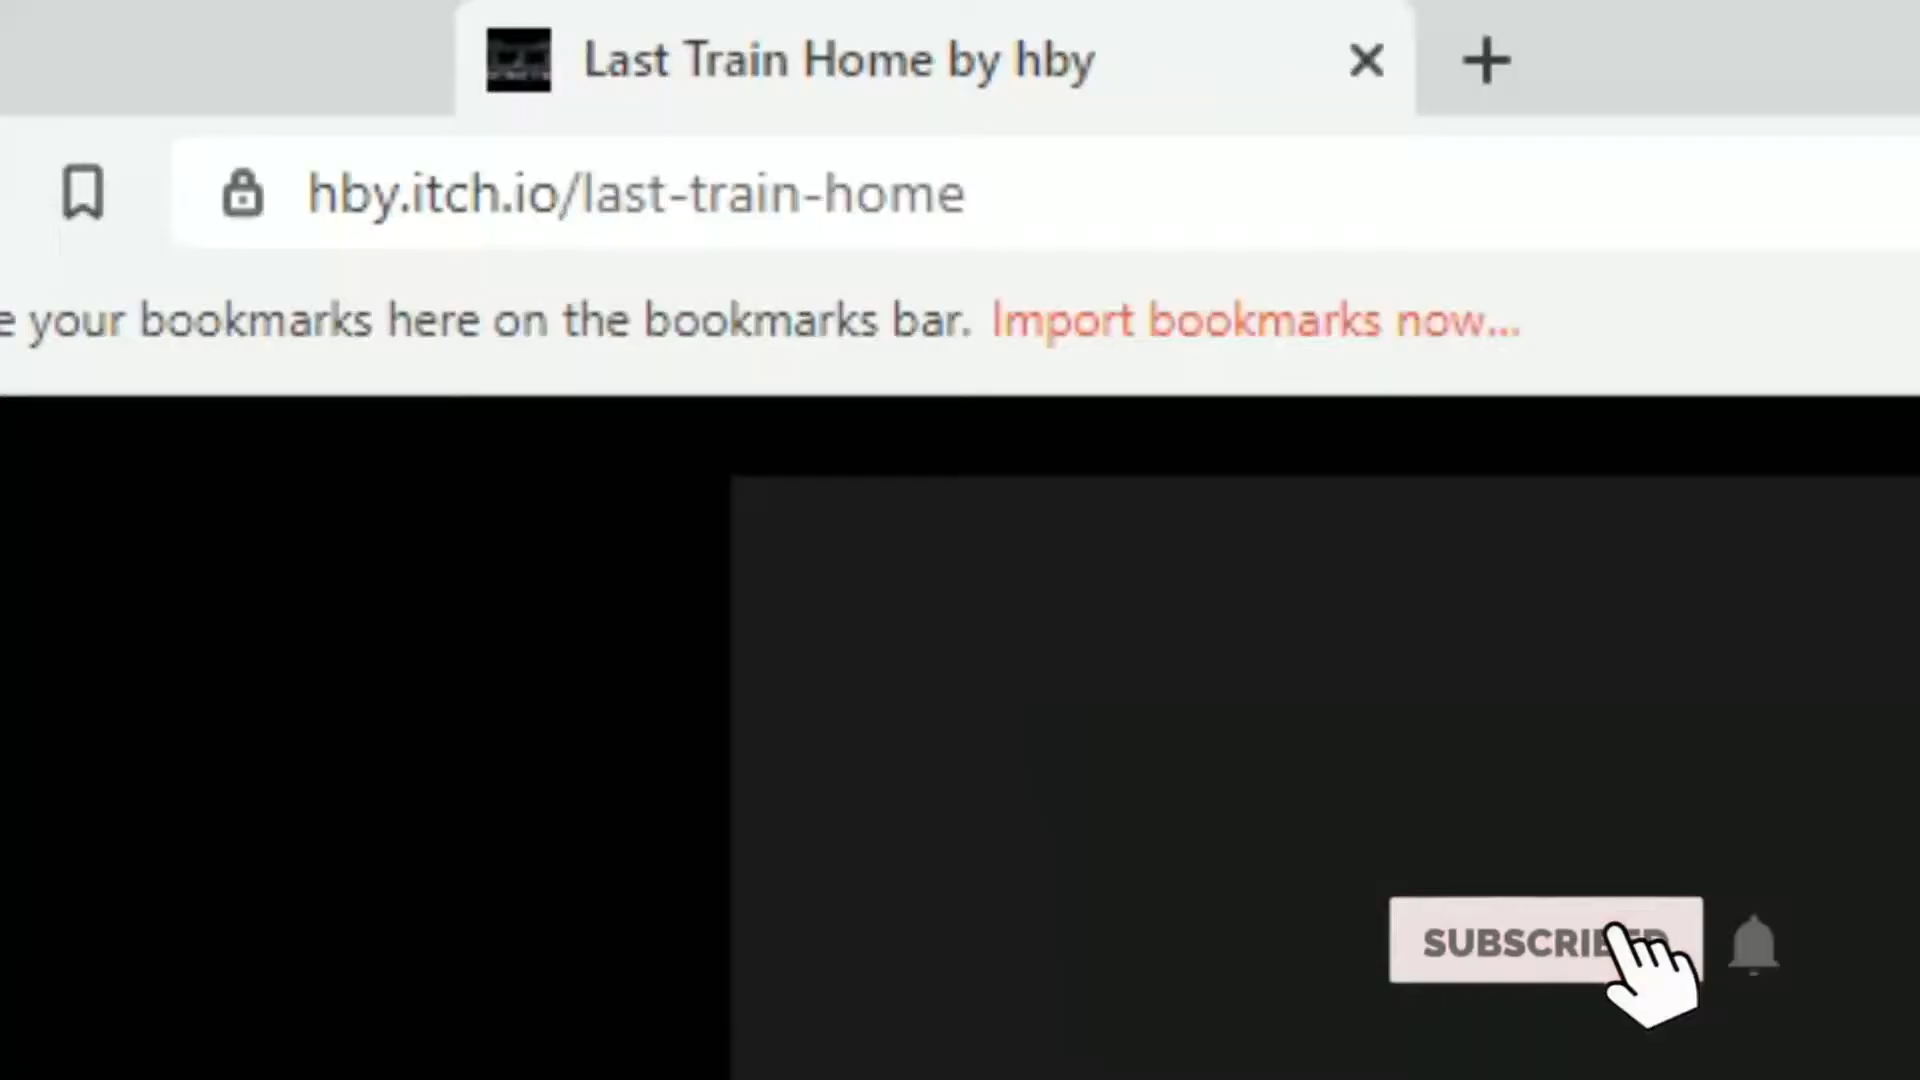 Last Train Home by hby
hby.itch.io/last-train-home
e your bookmarks here on the bookmarks bar. Import bookmarks now...
SUBSCRIBED